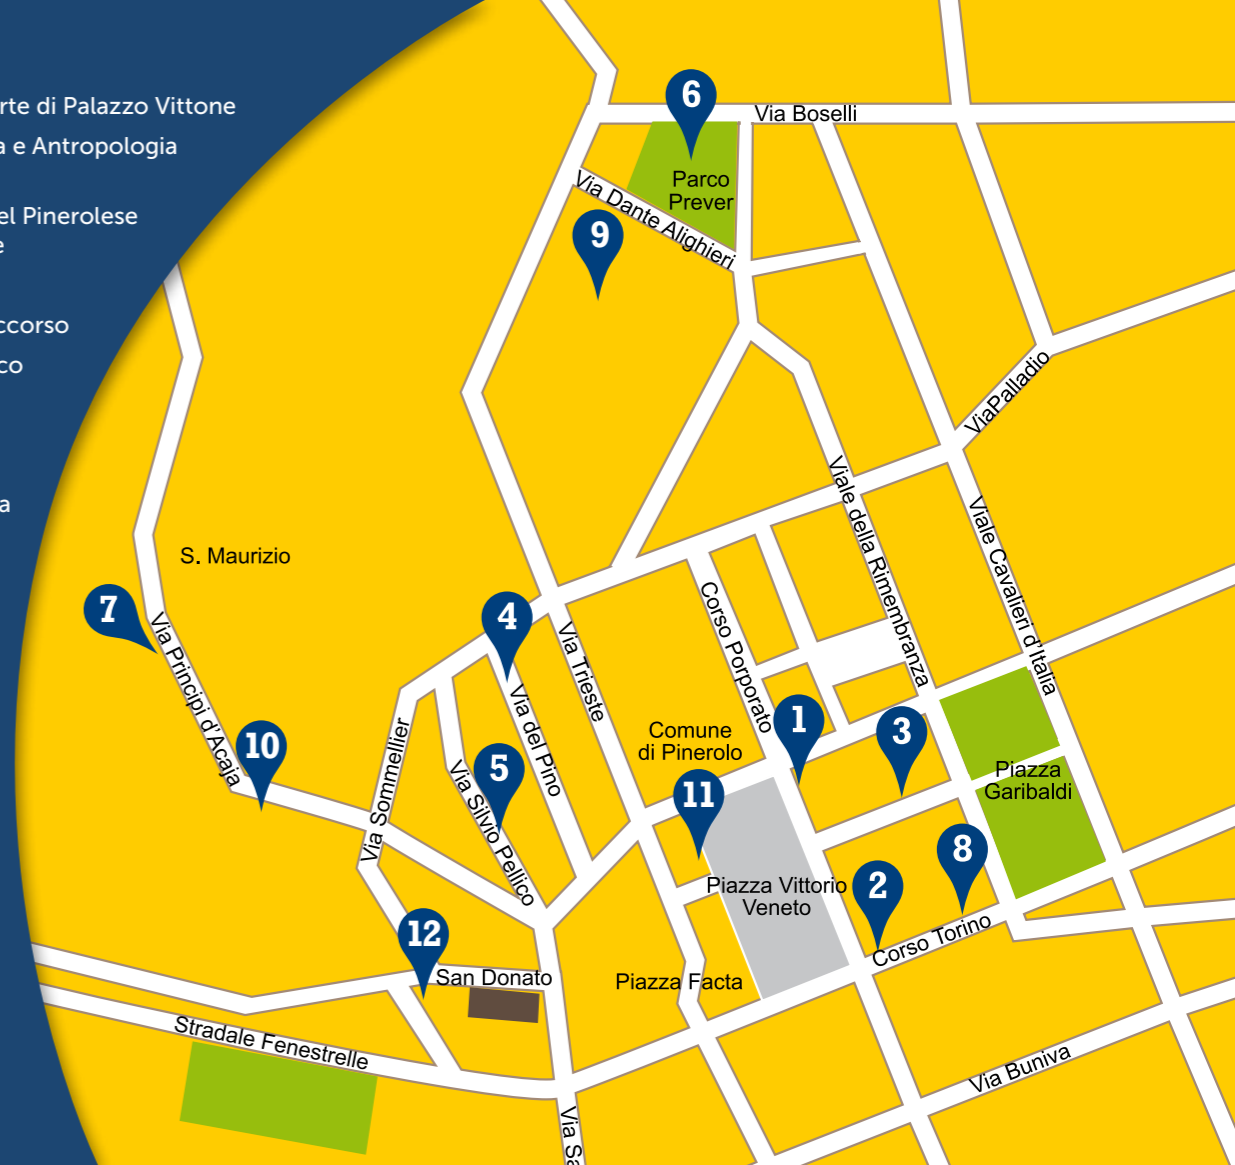 rte di Palazzo Vittone
a e Antropologia
el Pinerolese
e
ccorso
co
a
6
Via Boselli
Parco
Prever
Via Dante Alighieri
9
ViaPalladio
Viale della Rimembranza
Viale Cavalieri d'Italia
S. Maurizio
7
4
Via Principi d'Acaja
Via Trieste
Corso Porporato
Via del Pino
10
Via Sommellier
5
Via Silvio Pellico
Comune
di Pinerolo
1
3
11
Piazza
Garibaldi
8
2
Piazza Vittorio
Veneto
Corso Torino
12
San Donato
Piazza Facta
Stradale Fenestrelle
Via Buniva
Via Sa